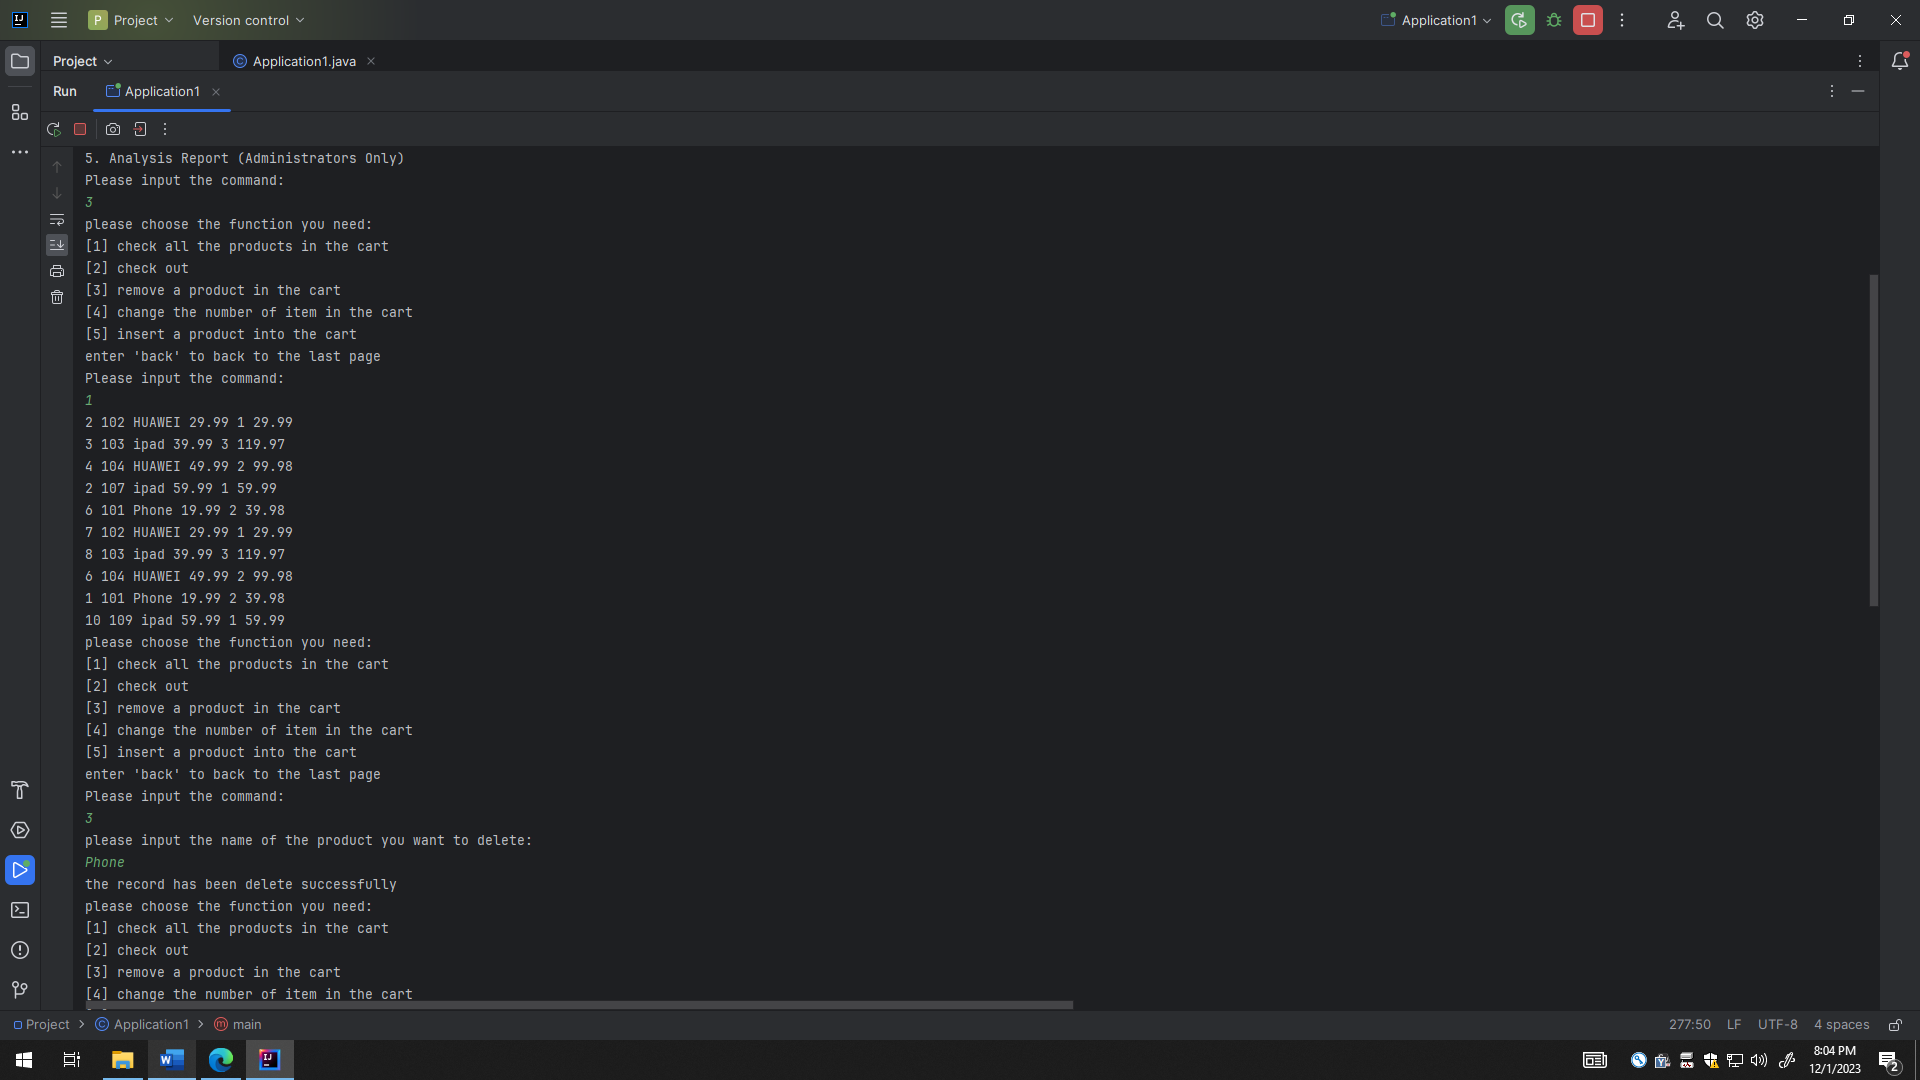 P Project Version control Application1
Project Application1.java
Run Application1
5. Analysis Report (Administrators Only)
Please input the command:
3
please choose the function you need:
[1] check all the products in the cart
[2] check out
[3] remove a product in the cart
[4] change the number of item in the cart
[5] insert a product into the cart
enter 'back' to back to the last page
Please input the command:
1
2 102 HUAWEI 29.99 1 29.99
3 103 ipad 39.99 3 119.97
4 104 HUAWEI 49.99 2 99.98
2 107 ipad 59.99 1 59.99
6 101 Phone 19.99 2 39.98
7 102 HUAWEI 29.99 1 29.99
8 103 ipad 39.99 3 119.97
6 104 HUAWEI 49.99 2 99.98
1 101 Phone 19.99 2 39.98
10 109 ipad 59.99 1 59.99
please choose the function you need:
[1] check all the products in the cart
[2] check out
[3] remove a product in the cart
[4] change the number of item in the cart
[5] insert a product into the cart
enter 'back' to back to the last page
Please input the command:
3
please input the name of the product you want to delete:
Phone
the record has been delete successfully
please choose the function you need:
[1] check all the products in the cart
[2] check out
[3] remove a product in the cart
[4] change the number of item in the cart
Project Application1 main 277:50 LF UTF-8 4 spaces
8:04 PM
12/1/2023
2